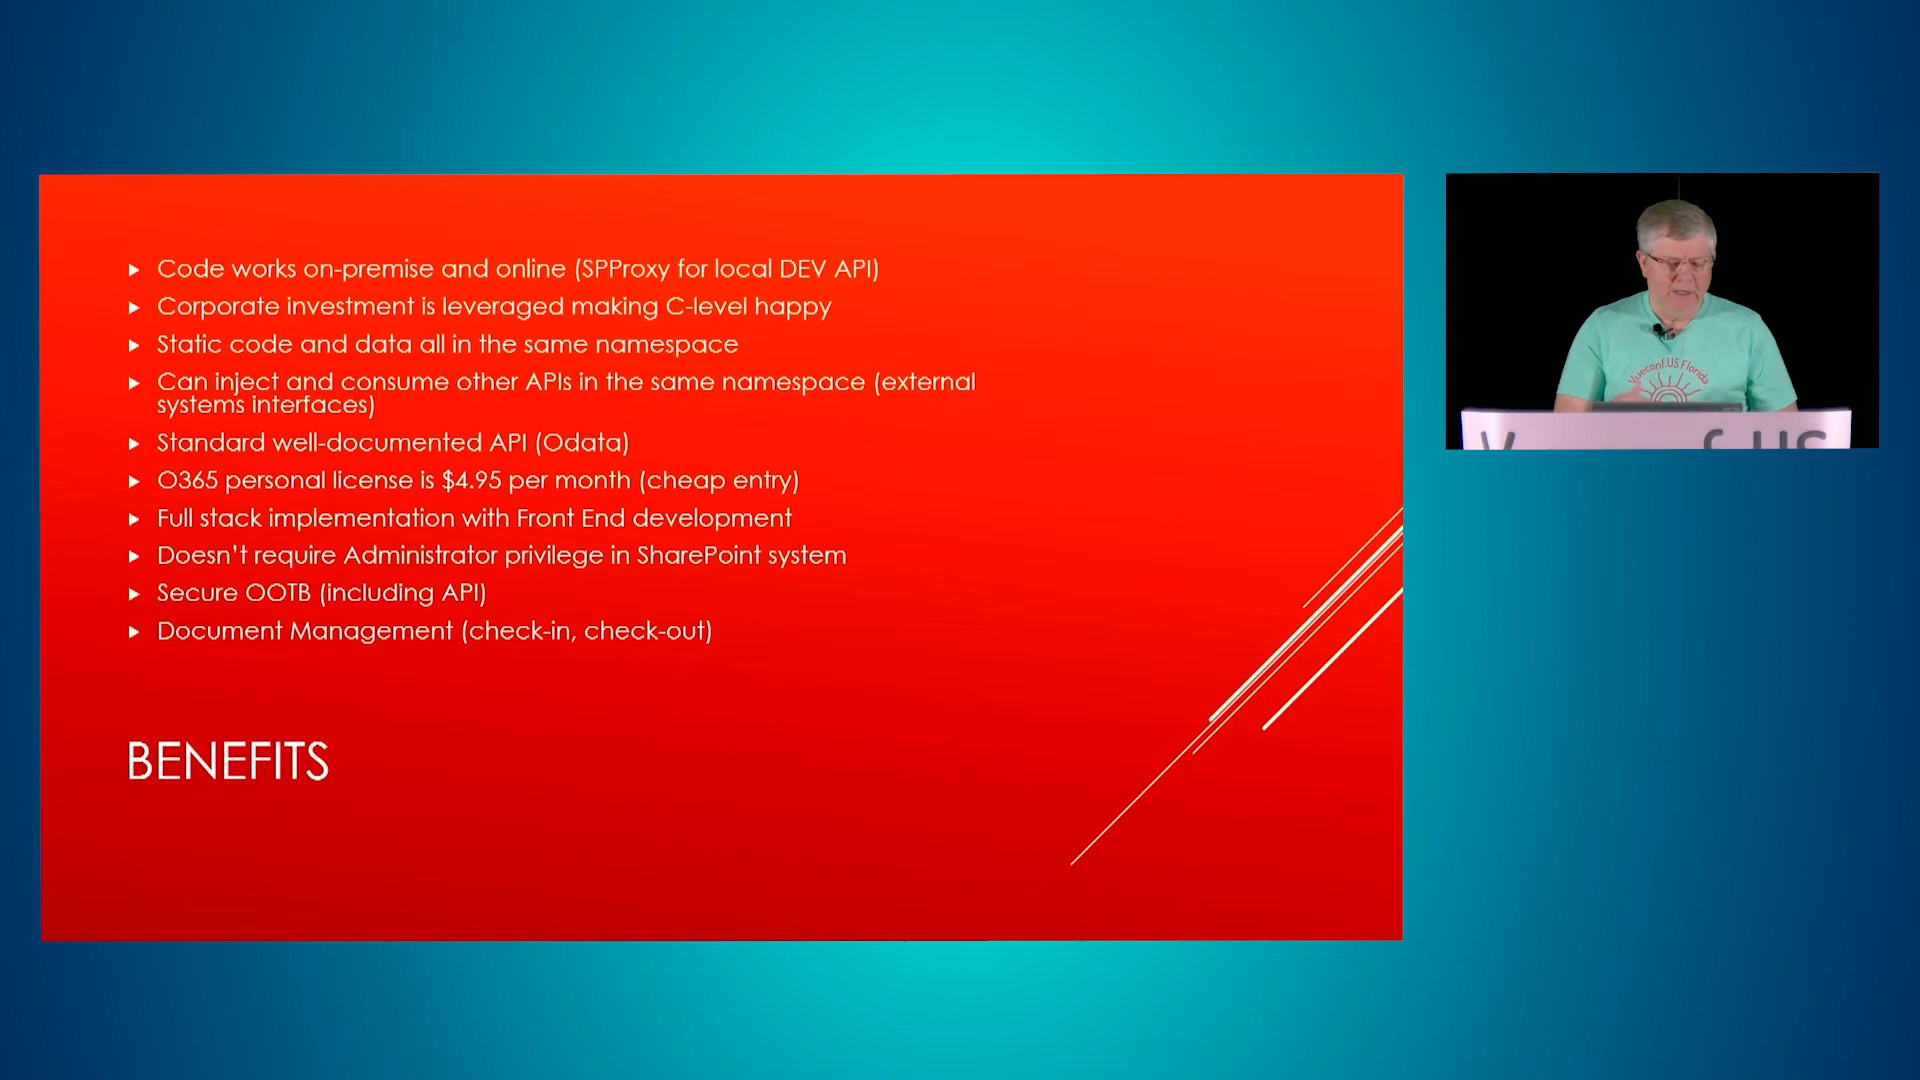 Code works on-premise and online (SPProxy for local DEV API)
Corporate investment is leveraged making C-level happy
Static code and data all in the same namespace
Can inject and consume other APIs in the same namespace (external
systems interfaces)
Standard well-documented API (Odata)
O365 personal license is $4.95 per month (cheap entry)
Full stack implementation with Front End development
Doesn't require Administrator privilege in SharePoint system
Secure OOTB (including API)
Document Management (check-in, check-out)
BENEFITS
Vueconf.US Florida